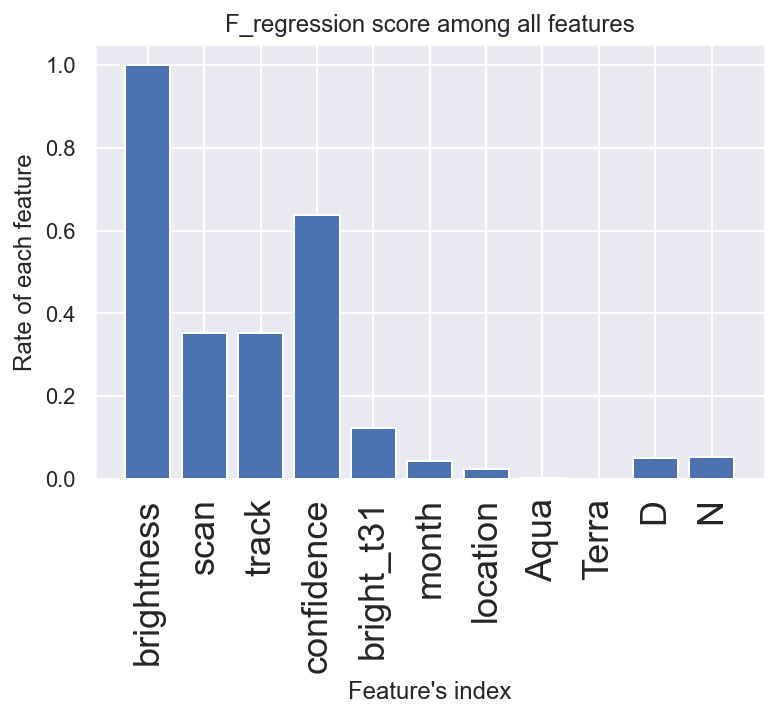 F_regression score among all features
Rate of each feature
1.0
0.8
0.6
0.4
0.2
0.0
brightness
scan
track
confidence
bright_t31
month
location
Aqua
Terra
D
N
Feature's index